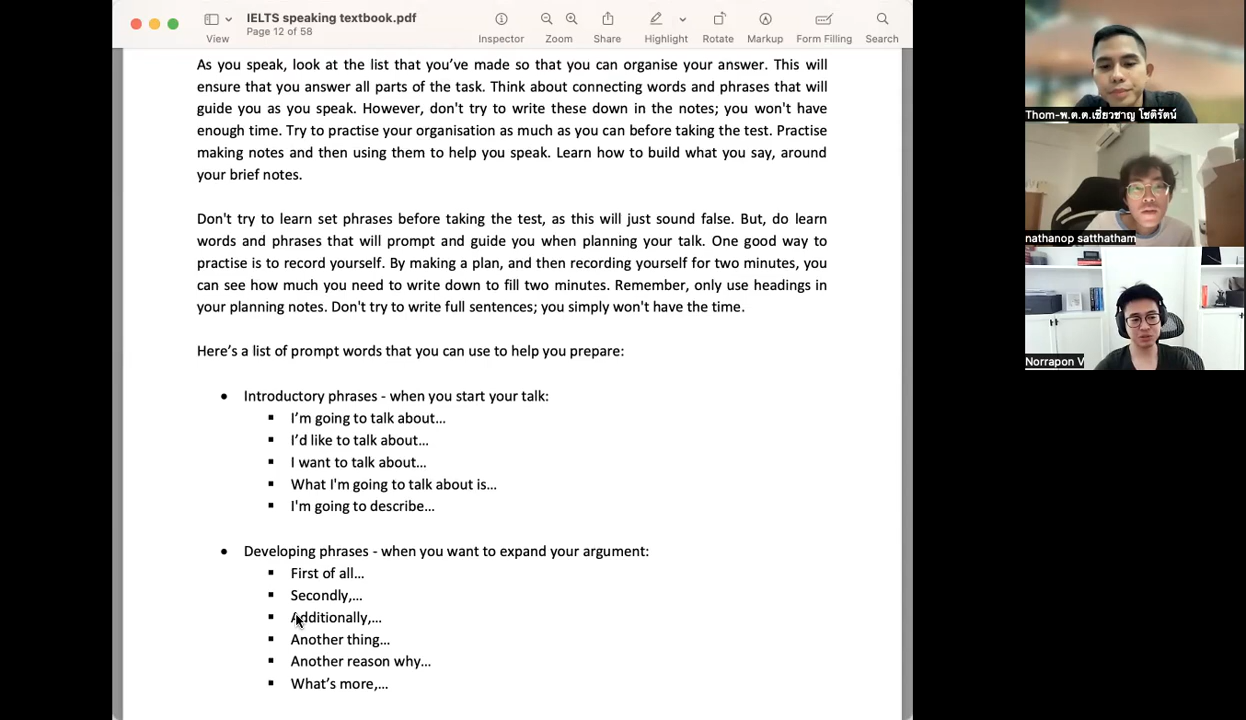 IELTS speaking textbook.pdf
Page 12 of 58
View
Inspector
Zoom
Share
Highlight
Rotate
Markup
Form Filling
Search
As you speak, look at the list that you’ve made so that you can organise your answer. This will
ensure that you answer all parts of the task. Think about connecting words and phrases that will
guide you as you speak. However, don't try to write these down in the notes; you won't have
enough time. Try to practise your organisation as much as you can before taking the test. Practise
making notes and then using them to help you speak. Learn how to build what you say, around
your brief notes.
Don't try to learn set phrases before taking the test, as this will just sound false. But, do learn
words and phrases that will prompt and guide you when planning your talk. One good way to
practise is to record yourself. By making a plan, and then recording yourself for two minutes, you
can see how much you need to write down to fill two minutes. Remember, only use headings in
your planning notes. Don't try to write full sentences; you simply won't have the time.
Here’s a list of prompt words that you can use to help you prepare:
• Introductory phrases - when you start your talk:
▪ I’m going to talk about...
▪ I’d like to talk about...
▪ I want to talk about...
▪ What I'm going to talk about is...
▪ I'm going to describe...
• Developing phrases - when you want to expand your argument:
▪ First of all...
▪ Secondly,...
▪ Additionally,...
▪ Another thing...
▪ Another reason why...
▪ What’s more,...
Thom-พ.ต.ต.เชี่ยวชาญ โชติรัตน์
nathanop satthatham
Norrapon V